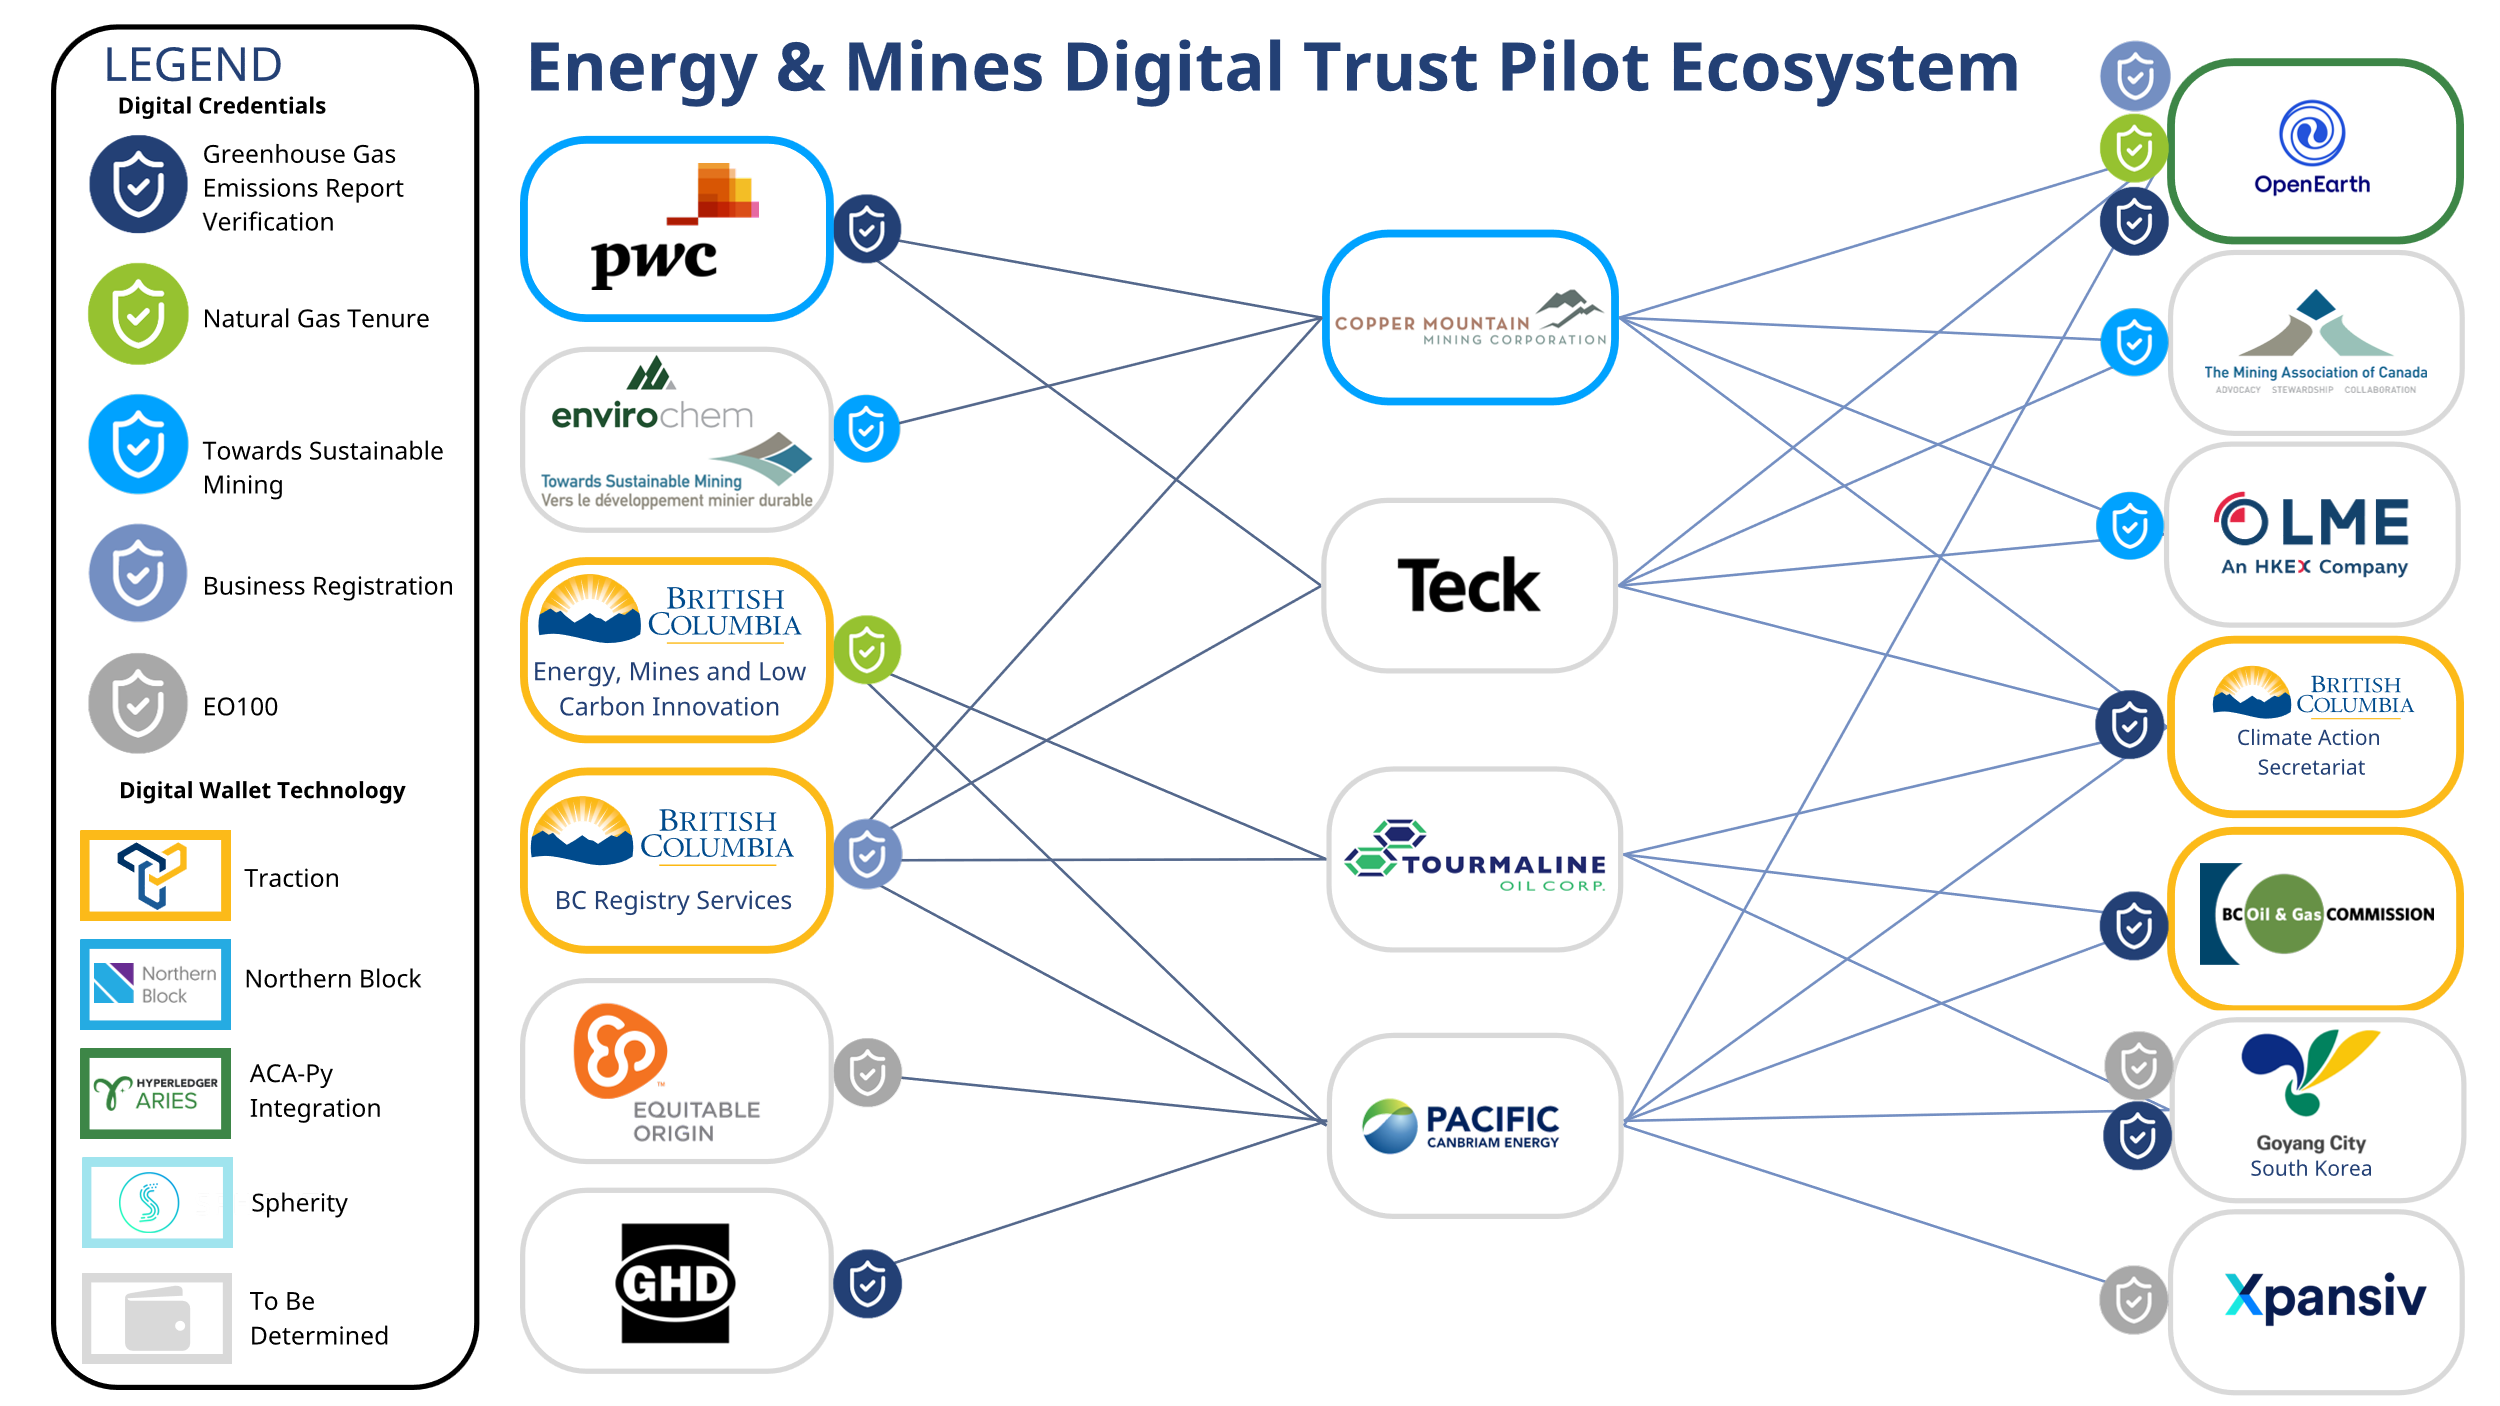 LEGEND
Digital Credentials
Greenhouse Gas
Emissions Report
Verification
Natural Gas Tenure
Towards Sustainable
Mining
Business Registration
EO100
Digital Wallet Technology
Traction
Northern
Block
Northern Block
HYPERLEDGER
ARIES
ACA-Py
Integration
Spherity
To Be
Determined
Energy & Mines Digital Trust Pilot Ecosystem
pwc
envirochem
Towards Sustainable Mining
Vers le développement minier durable
BRITISH
COLUMBIA
Energy, Mines and Low
Carbon Innovation
BRITISH
COLUMBIA
BC Registry Services
EQUITABLE
ORIGIN
TM
GHD
COPPER MOUNTAIN
MINING CORPORATION
Teck
TOURMALINE
OIL CORP.
PACIFIC
CANBRIAM ENERGY
OpenEarth
The Mining Association of Canada
ADVOCACY STEWARDSHIP COLLABORATION
LME
An HKEX Company
BRITISH
COLUMBIA
Climate Action
Secretariat
BC Oil & Gas COMMISSION
Goyang City
South Korea
Xpansiv